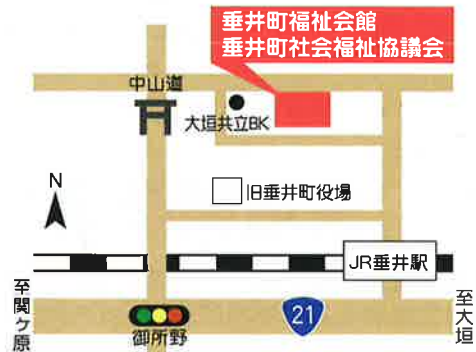 垂井町福祉会館
垂井町社会福祉協議会
中山道
大垣共立BK
N
旧垂井町役場
JR垂井駅
至関ヶ原
至大垣
21
御所野